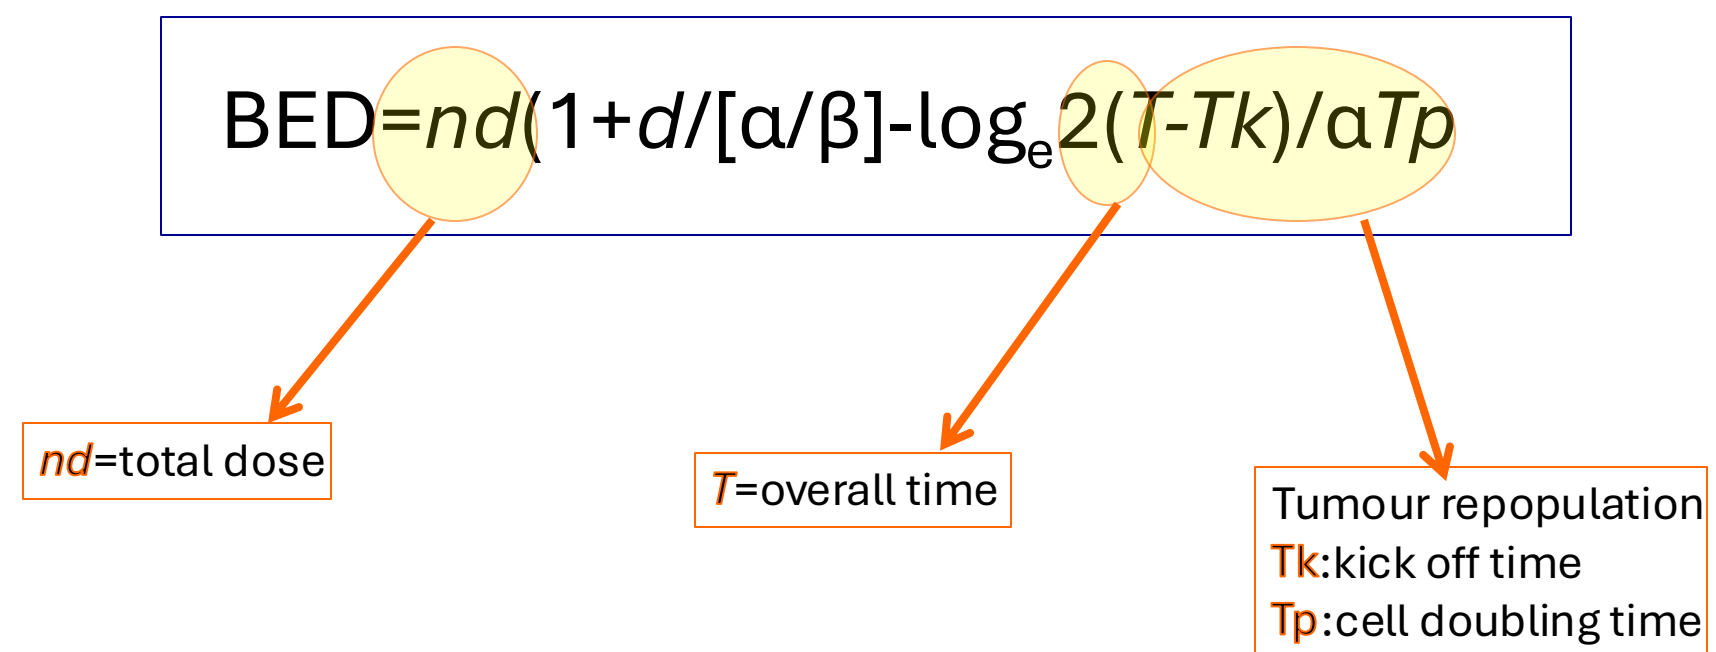 BED=nd(1+d/[α/β]-logₑ2(T-Tk)/αTp
nd=total dose
T=overall time
Tumour repopulation
Tk:kick off time
Tp:cell doubling time